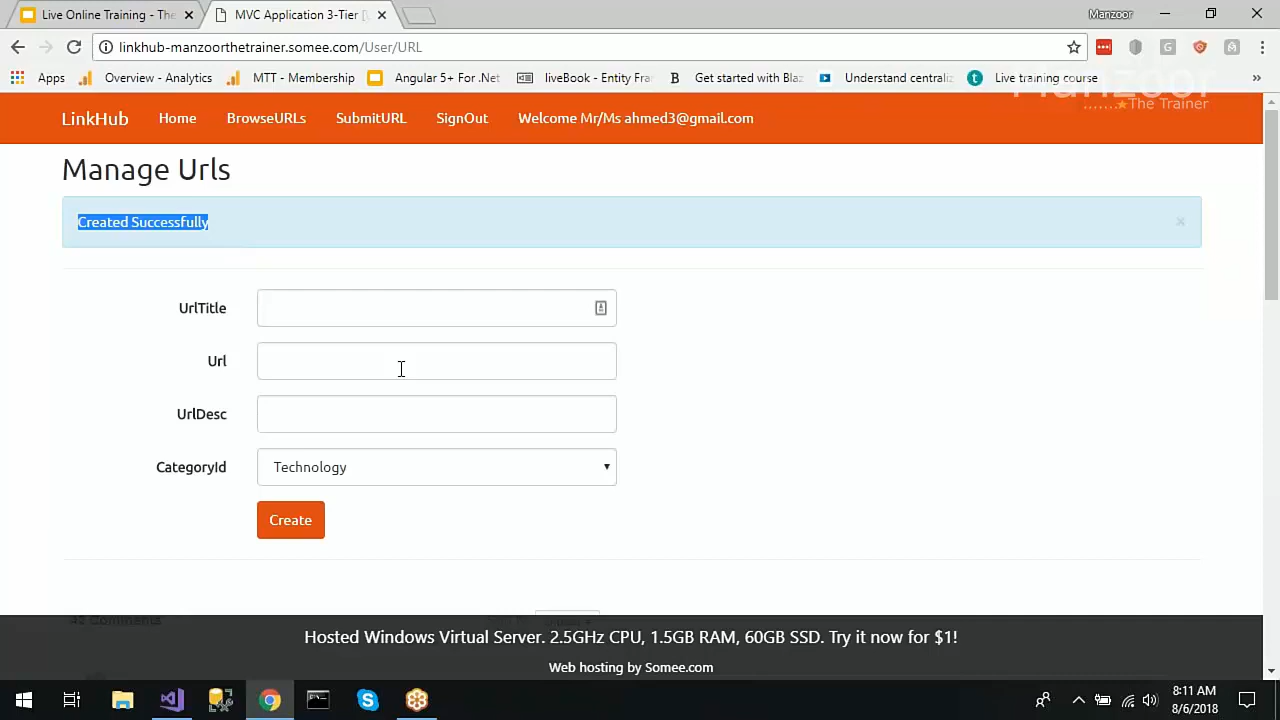 Live Online Training - The
MVC Application 3-Tier [
Manzoor
linkhub-manzoorthetrainer.somee.com/User/URL
Apps
Overview - Analytics
MTT - Membership
Angular 5+ For .Net
liveBook - Entity Fra
Get started with Blaz
Understand centraliz
Live training course
»
Manzoor
.......★The Trainer
LinkHub
Home
BrowseURLs
SubmitURL
SignOut
Welcome Mr/Ms ahmed3@gmail.com
Manage Urls
Created Successfully
×
UrlTitle
Url
UrlDesc
CategoryId
Technology
Create
Comments
Hosted Windows Virtual Server. 2.5GHz CPU, 1.5GB RAM, 60GB SSD. Try it now for $1!
Web hosting by Somee.com
8:11 AM
8/6/2018